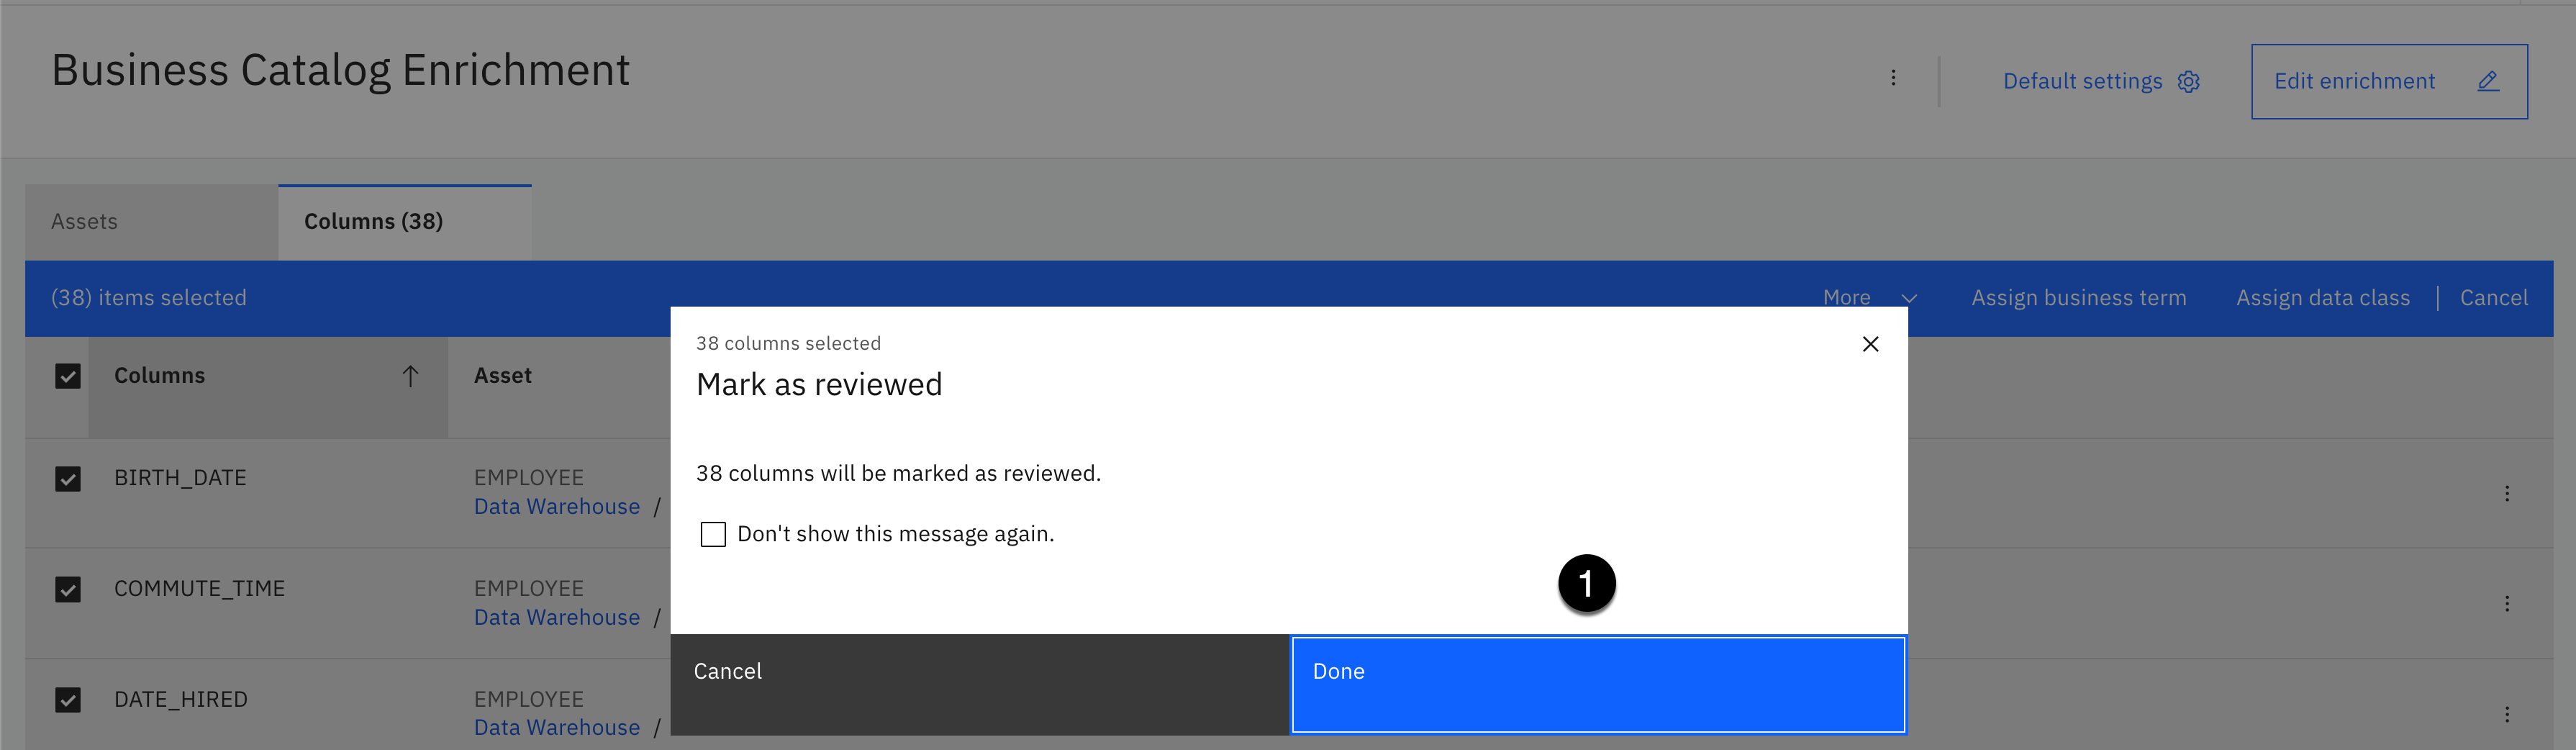 Business Catalog Enrichment
Default settings
Edit enrichment
Assets
Columns (38)
(38) items selected
More
Assign business term
Assign data class
Cancel
Columns
Asset
BIRTH_DATE
EMPLOYEE
Data Warehouse /
COMMUTE_TIME
EMPLOYEE
Data Warehouse /
DATE_HIRED
EMPLOYEE
Data Warehouse /
38 columns selected
Mark as reviewed
38 columns will be marked as reviewed.
Don't show this message again.
1
Cancel
Done